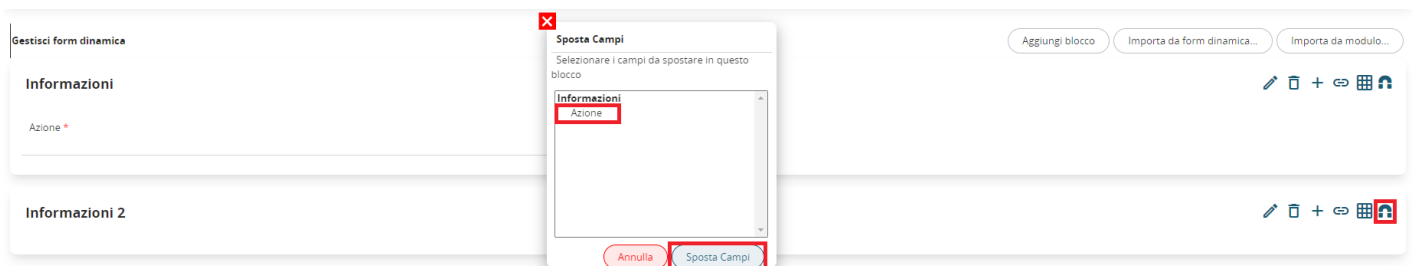 Gestisci form dinamica
Aggiungi blocco
Importa da form dinamica...
Importa da modulo...
Sposta Campi
Selezionare i campi da spostare in questo
blocco
Informazioni
Azione
Annulla
Sposta Campi
Informazioni
Azione *
Informazioni 2